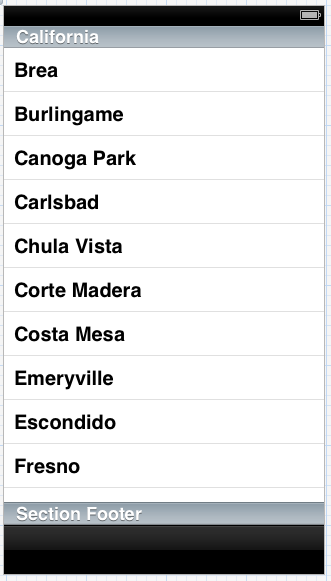 California
Brea
Burlingame
Canoga Park
Carlsbad
Chula Vista
Corte Madera
Costa Mesa
Emeryville
Escondido
Fresno
Section Footer